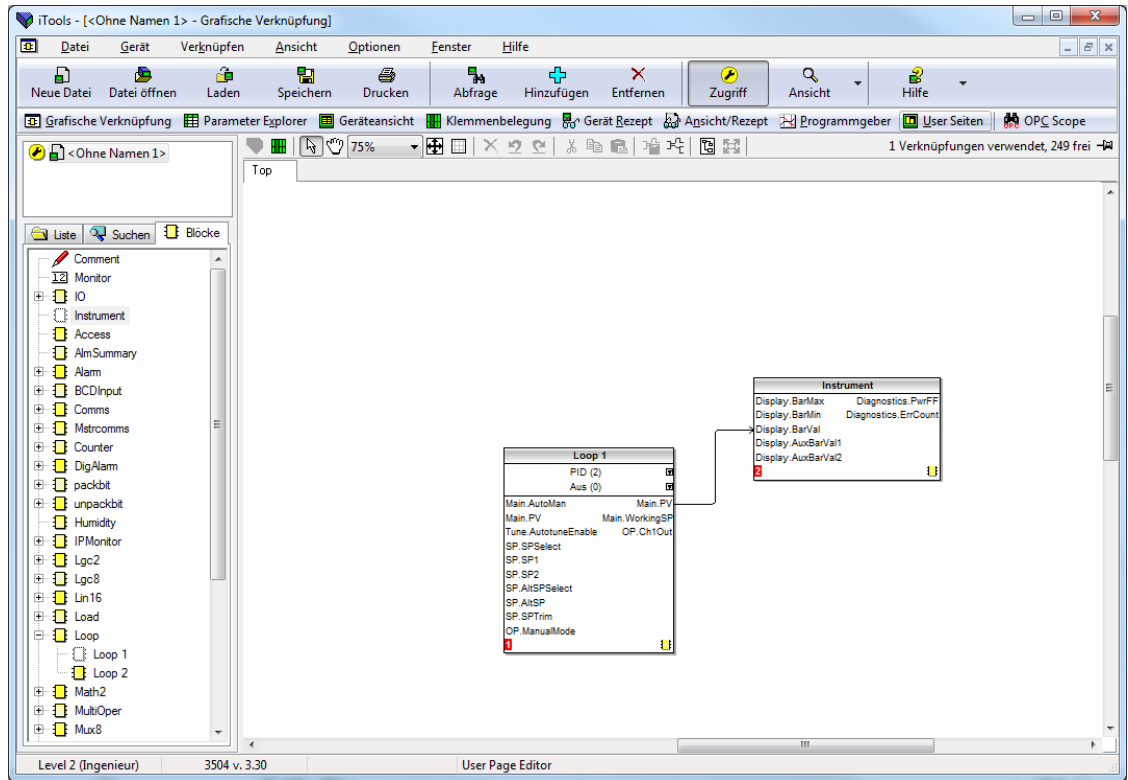 iTools - [<Ohne Namen 1> - Grafische Verknüpfung]
Datei Gerät Verknüpfen Ansicht Optionen Fenster Hilfe
Neue Datei Datei öffnen Laden Speichern Drucken Abfrage Hinzufügen Entfernen Zugriff Ansicht Hilfe
Grafische Verknüpfung Parameter Explorer Geräteansicht Klemmenbelegung Gerät Rezept Ansicht/Rezept Programmgeber User Seiten OPC Scope
<Ohne Namen 1>
75%
1 Verknüpfungen verwendet, 249 frei
Top
Liste Suchen Blöcke
Comment
12 Monitor
IO
Instrument
Access
AlmSummary
Alarm
BCDInput
Comms
Mstrcomms
Counter
DigAlarm
packbit
unpackbit
Humidity
IPMonitor
Lgc2
Lgc8
Lin16
Load
Loop
Loop 1
Loop 2
Math2
MultiOper
Mux8
Loop 1
PID (2)
Aus (0)
Main.AutoMan Main.PV
Main.PV Main.WorkingSP
Tune.AutotuneEnable OP.Ch1Out
SP.SPSelect
SP.SP1
SP.SP2
SP.AltSPSelect
SP.AltSP
SP.SPTrim
OP.ManualMode
1
Instrument
Display.BarMax Diagnostics.PwrFF
Display.BarMin Diagnostics.ErrCount
Display.BarVal
Display.AuxBarVal1
Display.AuxBarVal2
2
Level 2 (Ingenieur) 3504 v. 3.30 User Page Editor